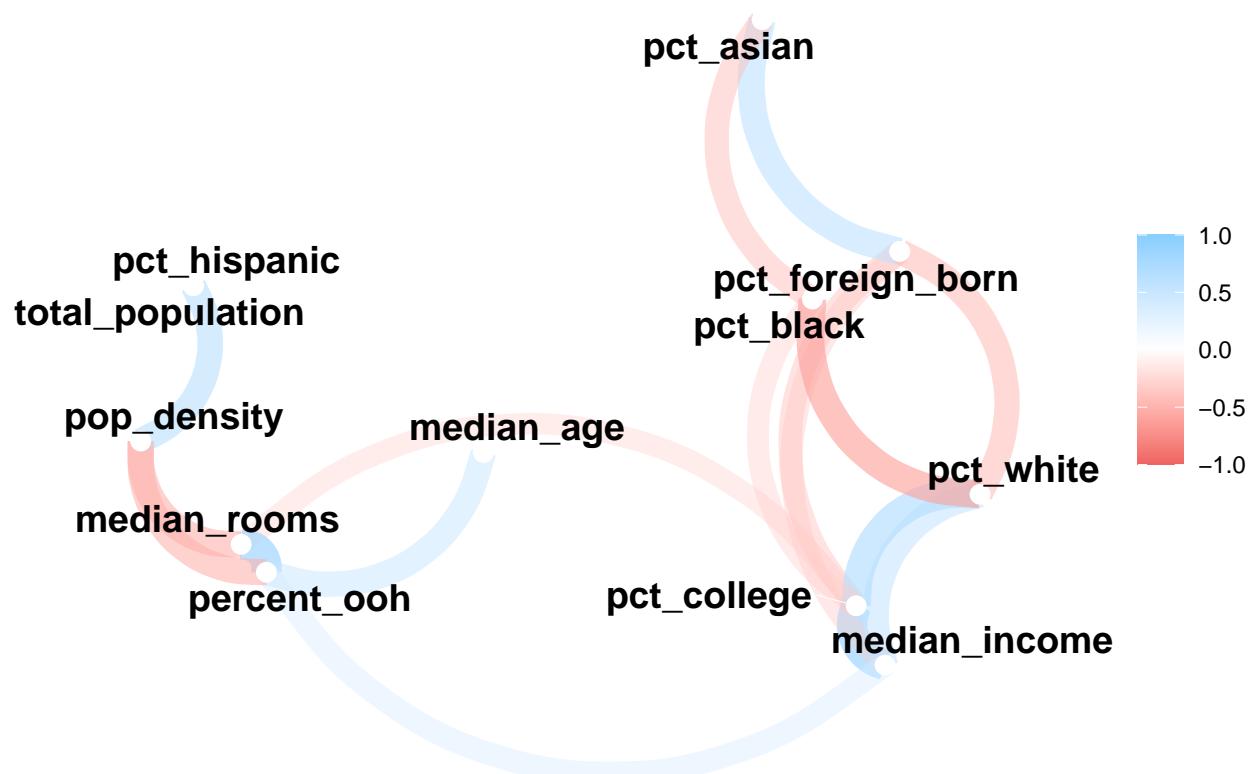 pct_asian
pct_hispanic
total_population
pct_foreign_born
pct_black
pop_density
median_age
pct_white
median_rooms
percent_ooh
pct_college
median_income
1.0
0.5
0.0
−0.5
−1.0